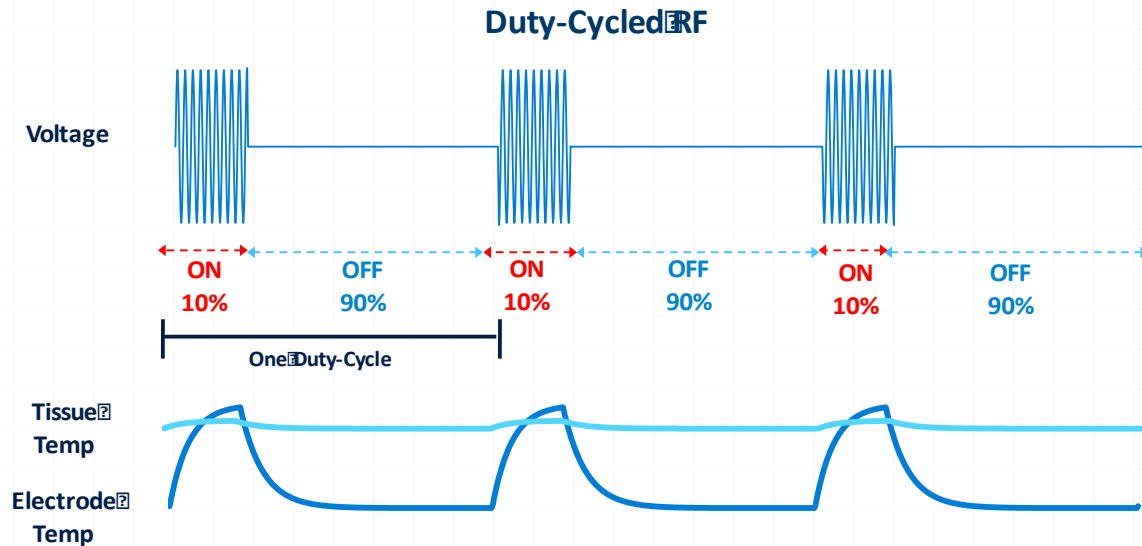 Duty-Cycled⍰RF
Voltage
ON
10%
OFF
90%
ON
10%
OFF
90%
ON
10%
OFF
90%
One⍰Duty-Cycle
Tissue⍰
Temp
Electrode⍰
Temp